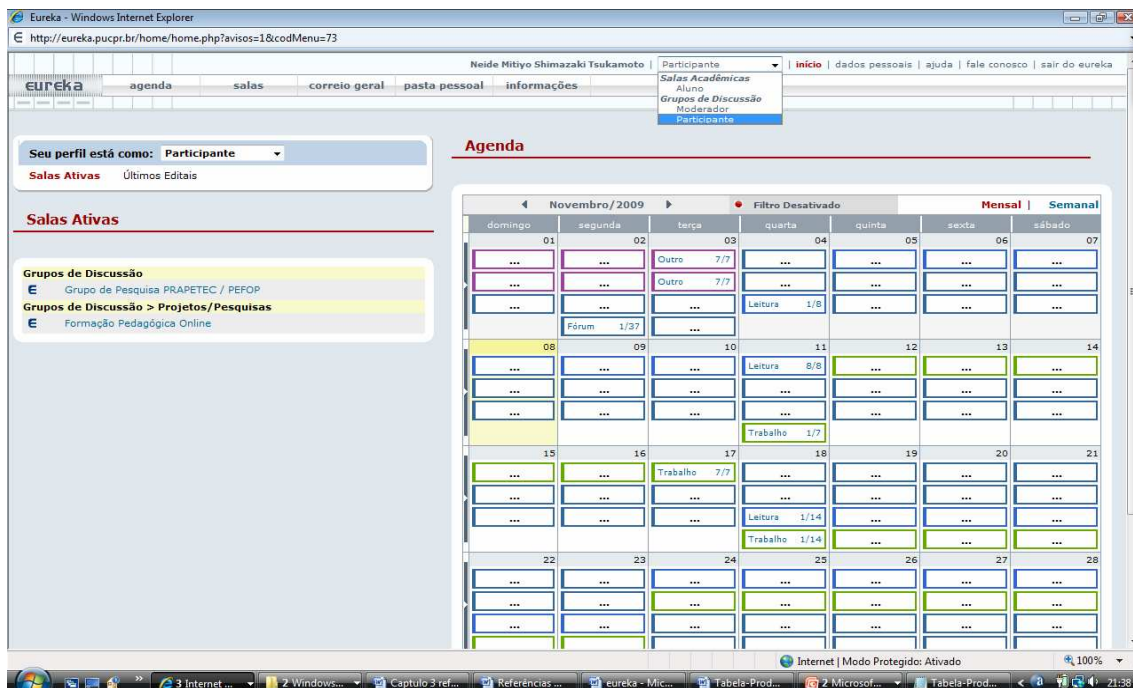 Eureka - Windows Internet Explorer
http://eureka.pucpr.br/home/home.php?avisos=1&codMenu=73
Neide Mitiyo Shimazaki Tsukamoto | Participante | início | dados pessoais | ajuda | fale conosco | sair do eureka
Salas Acadêmicas
Aluno
Grupos de Discussão
Moderador
Participante
eureka agenda salas correio geral pasta pessoal informações
Seu perfil está como: Participante
Salas Ativas Últimos Editais
Salas Ativas
Grupos de Discussão
E Grupo de Pesquisa PRAPETEC / PEFOP
Grupos de Discussão > Projetos/Pesquisas
E Formação Pedagógica Online
Agenda
Novembro/2009 Filtro Desativado Mensal | Semanal
domingo segunda terça quarta quinta sexta sábado
01 02 03 04 05 06 07
... ... Outro 7/7 ... ... ... ...
... ... Outro 7/7 ... ... ... ...
... ... ... Leitura 1/8 ... ... ...
Fórum 1/37 ...
08 09 10 11 12 13 14
... ... ... Leitura 8/8 ... ... ...
... ... ... ... ... ... ...
... ... ... ... ... ... ...
Trabalho 1/7
15 16 17 18 19 20 21
... ... Trabalho 7/7 ... ... ... ...
... ... ... ... ... ... ...
... ... ... Leitura 1/14 ... ... ...
Trabalho 1/14 ... ... ...
22 23 24 25 26 27 28
... ... ... ... ... ... ...
... ... ... ... ... ... ...
... ... ... ... ... ... ...
Internet | Modo Protegido: Ativado 100%
3 Internet ... 2 Windows... Captulo 3 ref... Referências ... eureka - Mic... Tabela-Prod... 2 Microsof... Tabela-Prod... 21:38